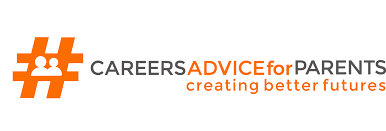 # CAREERSADVICEforPARENTS
creating better futures